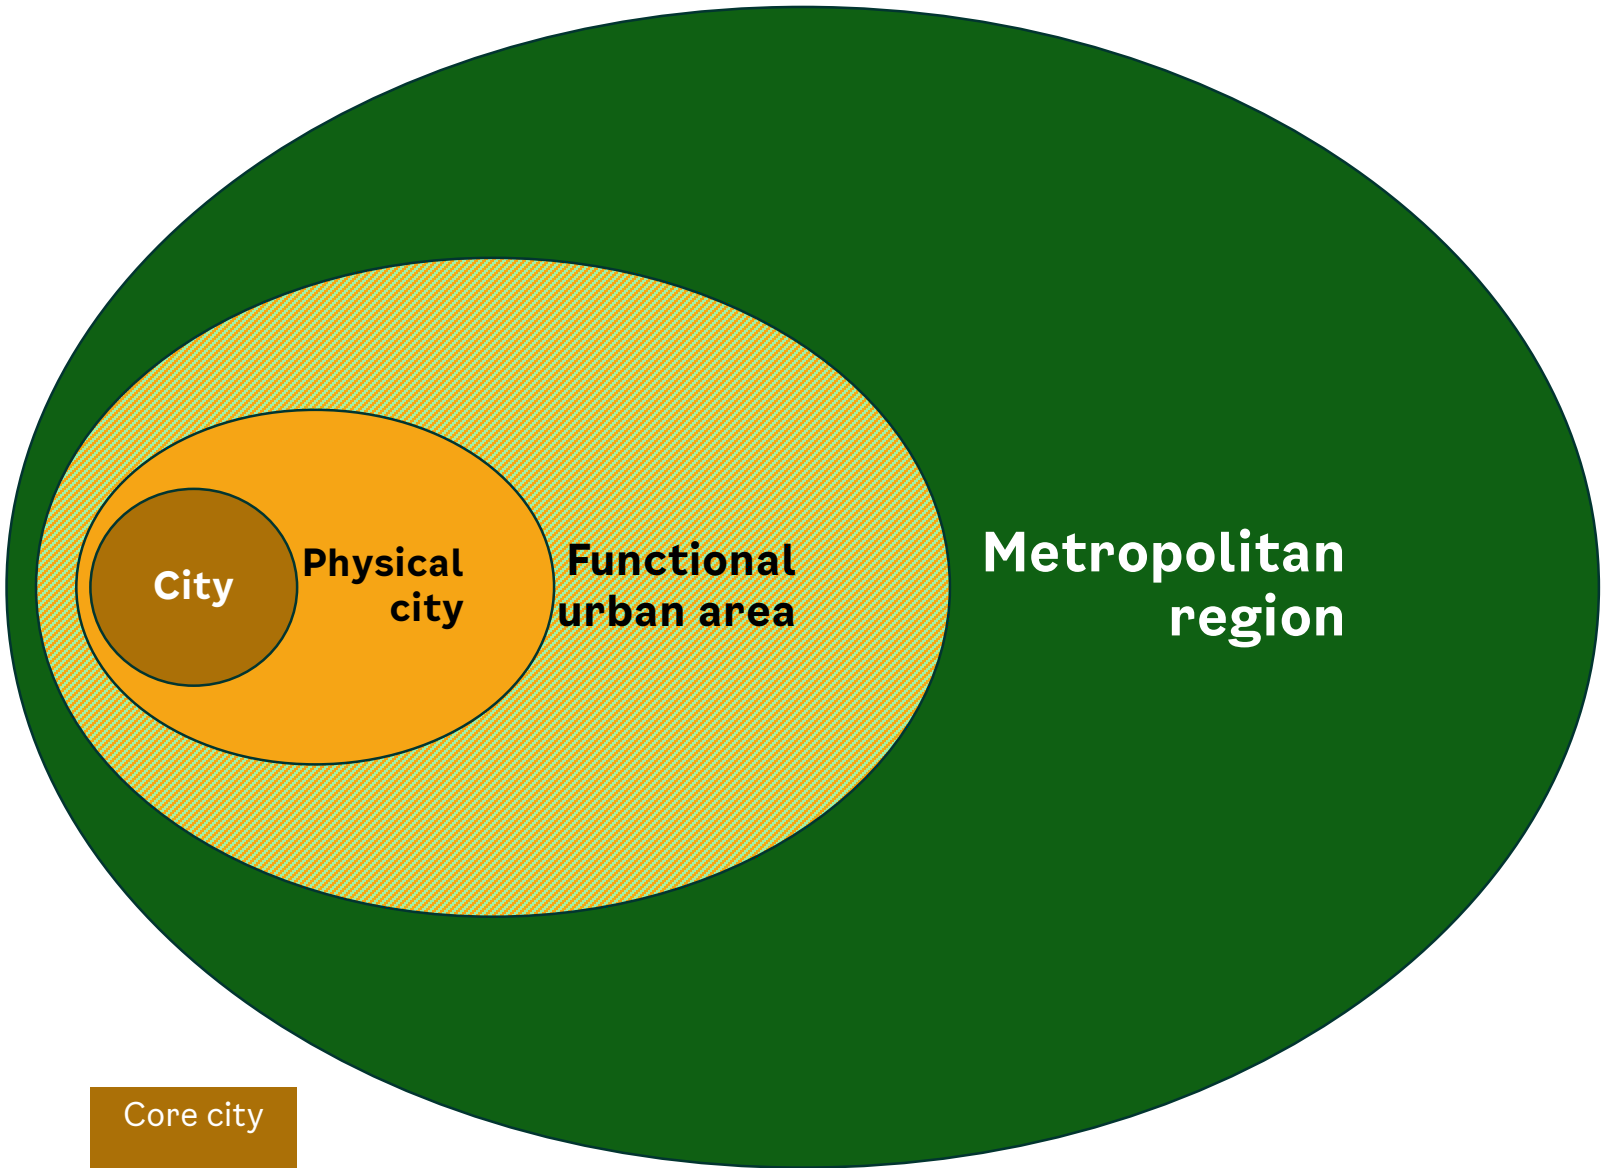 City
Physical
city
Functional
urban area
Metropolitan
region
Core city